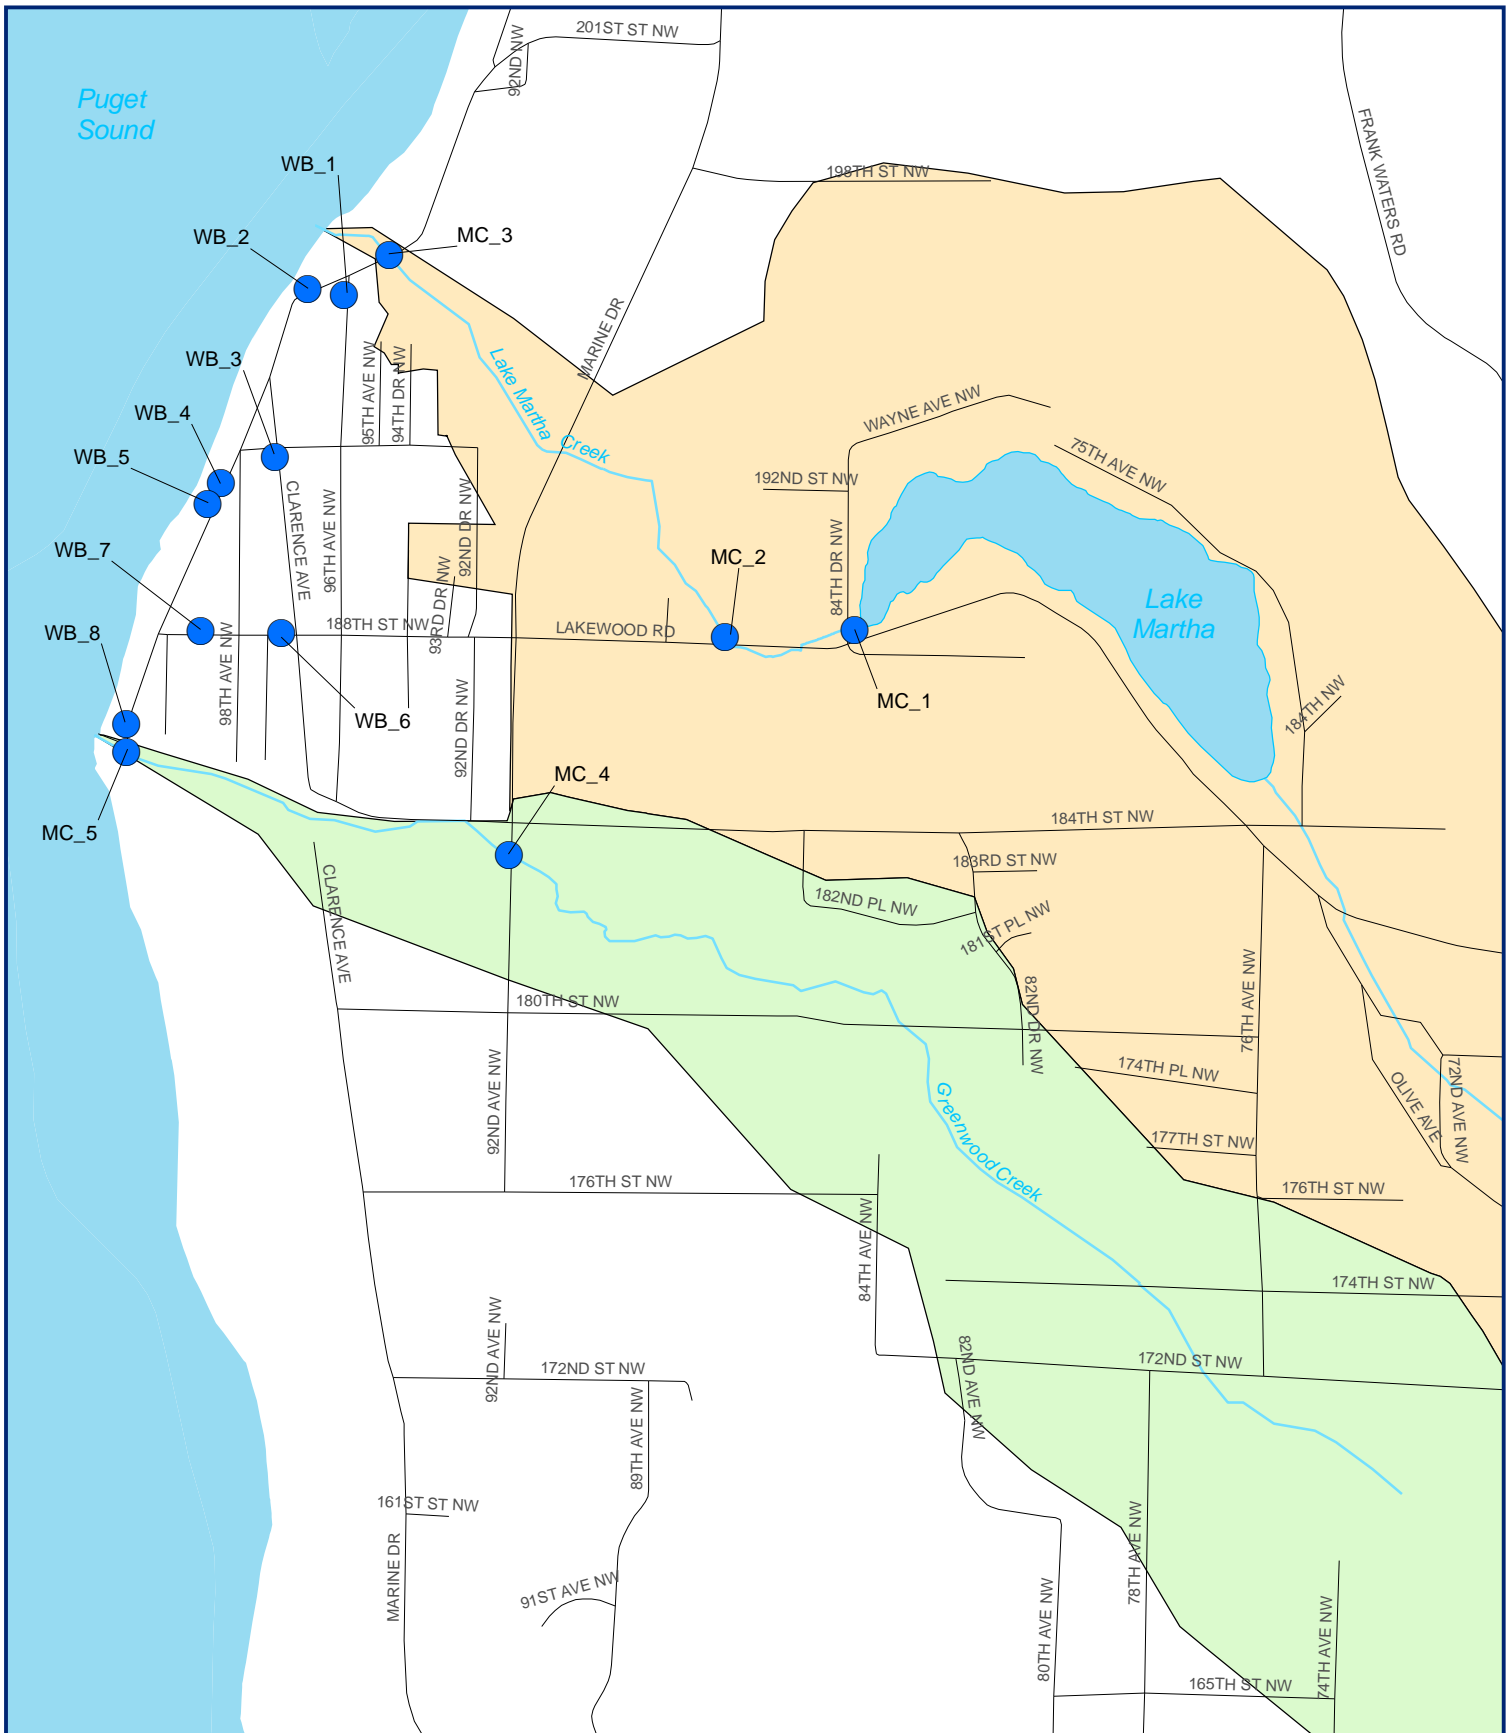 201ST ST NW
92ND NW
Puget
Sound
FRANK WATERS RD
WB_1
198TH ST NW
WB_2
MC_3
MARINE DR
WB_3
95TH AVE NW
94TH DR NW
Lake Martha Creek
WAYNE AVE NW
WB_4
75TH AVE NW
WB_5
192ND ST NW
CLARENCE AVE
96TH AVE NW
92ND DR NW
WB_7
MC_2
84TH DR NW
93RD DR NW
Lake
Martha
WB_8
188TH ST NW
LAKEWOOD RD
98TH AVE NW
WB_6
92ND DR NW
MC_1
184TH NW
MC_4
MC_5
184TH ST NW
183RD ST NW
CLARENCE AVE
182ND PL NW
181ST PL NW
180TH ST NW
82ND DR NW
76TH AVE NW
92ND AVE NW
174TH PL NW
OLIVE AVE
72ND AVE NW
Greenwood Creek
177TH ST NW
176TH ST NW
176TH ST NW
84TH AVE NW
174TH ST NW
92ND AVE NW
172ND ST NW
82ND AVE NW
172ND ST NW
89TH AVE NW
161ST ST NW
MARINE DR
78TH AVE NW
91ST AVE NW
80TH AVE NW
74TH AVE NW
165TH ST NW